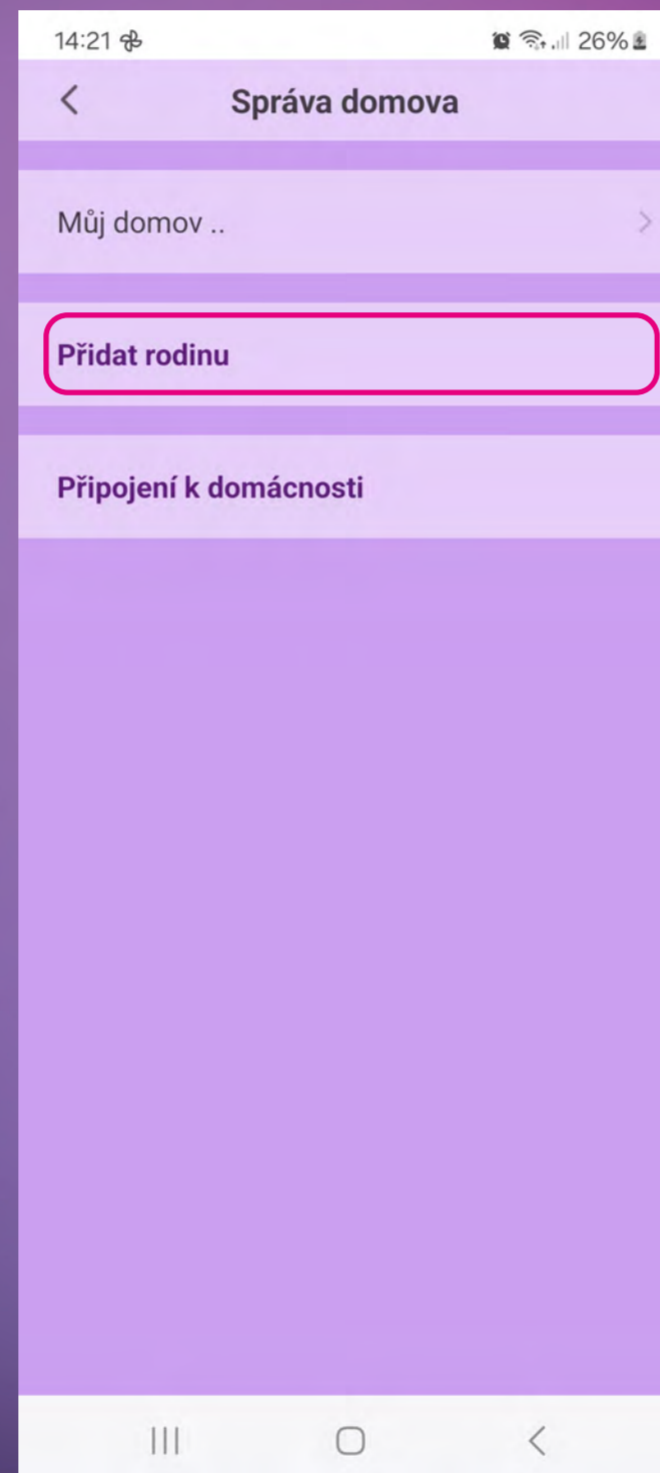 14:21
26%
Správa domova
Můj domov ..
Přidat rodinu
Připojení k domácnosti